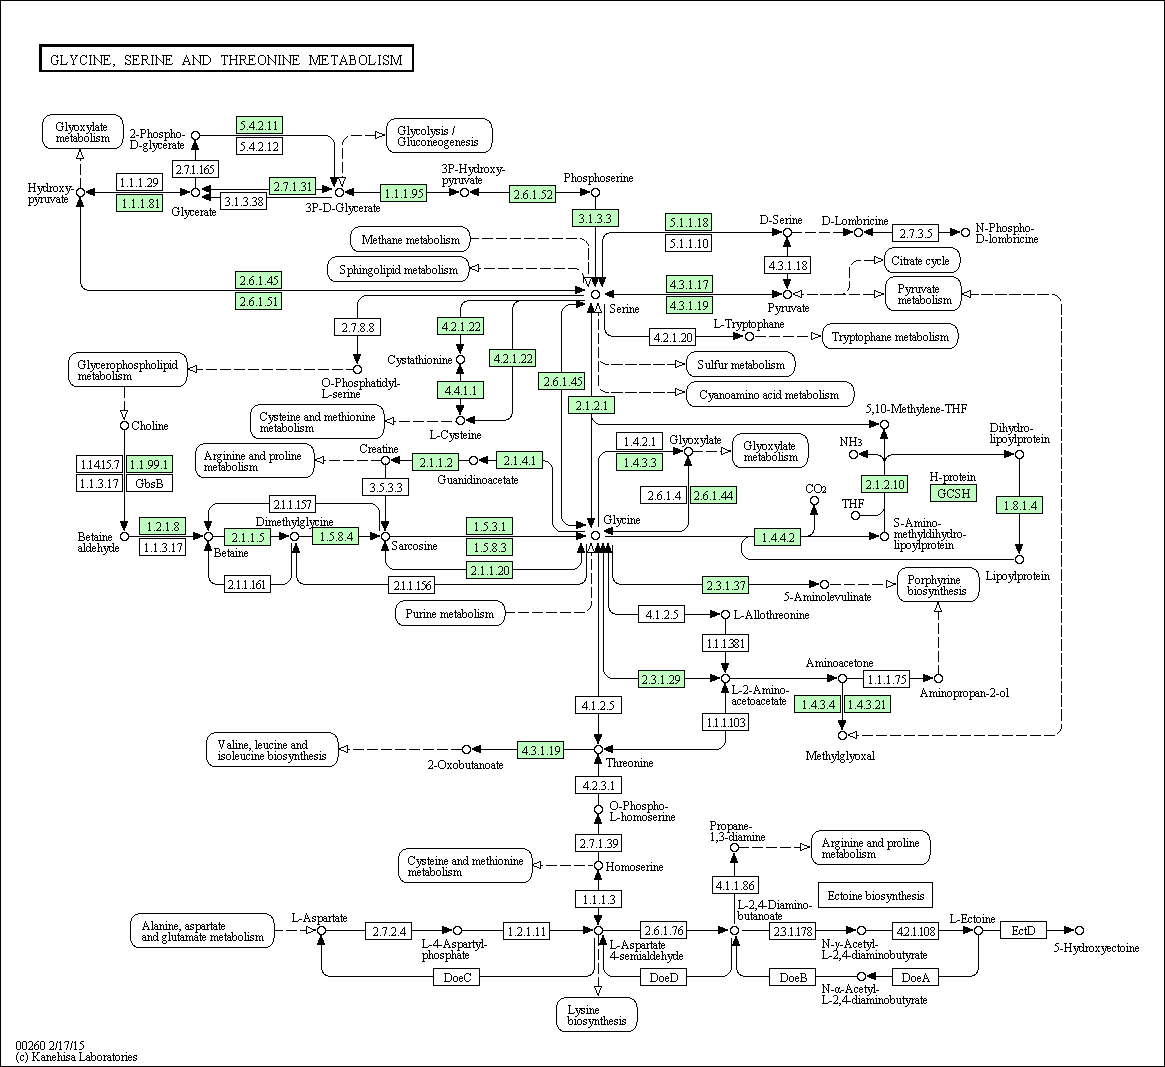 GLYCINE, SERINE AND THREONINE METABOLISM
Glyoxylate
metabolism
2-Phospho-
D-glycerate
5.4.2.11
5.4.2.12
Glycolysis /
Gluconeogenesis
2.7.1.165
3P-Hydroxy-
pyruvate
Phosphoserine
Hydroxy-
pyruvate
1.1.1.29
1.1.1.81
Glycerate
2.7.1.31
3.1.3.38
3P-D-Glycerate
1.1.1.95
2.6.1.52
3.1.3.3
5.1.1.18
5.1.1.10
D-Serine
D-Lombricine
2.7.3.5
N-Phospho-
D-lombricine
Methane metabolism
Sphingolipid metabolism
4.3.1.18
Citrate cycle
2.6.1.45
2.6.1.51
4.3.1.17
4.3.1.19
Serine
Pyruvate
Pyruvate
metabolism
2.7.8.8
4.2.1.22
4.2.1.20
L-Tryptophane
Tryptophane metabolism
Cystathionine
4.2.1.22
Sulfur metabolism
Glycerophospholipid
metabolism
O-Phosphatidyl-
L-serine
4.4.1.1
2.6.1.45
2.1.2.1
Cyanoamino acid metabolism
Choline
Cysteine and methionine
metabolism
L-Cysteine
5,10-Methylene-THF
Arginine and proline
metabolism
Creatine
1.4.2.1
1.4.3.3
Glyoxylate
Glyoxylate
metabolism
NH3
Dihydro-
lipoylprotein
1.14.15.7
1.1.99.1
1.1.3.17
GbsB
2.1.1.2
2.1.4.1
Guanidinoacetate
3.5.3.3
2.6.1.4
2.6.1.44
CO2
2.1.2.10
H-protein
GCSH
THF
1.8.1.4
2.1.1.157
Dimethylglycine
1.2.1.8
1.1.3.17
Betaine
aldehyde
Betaine
2.1.1.5
1.5.8.4
Sarcosine
1.5.3.1
1.5.8.3
2.1.1.20
Glycine
1.4.4.2
S-Amino-
methyldihydro-
lipoylprotein
Lipoylprotein
2.1.1.161
2.1.1.156
2.3.1.37
5-Aminolevulinate
Porphyrine
biosynthesis
Purine metabolism
4.1.2.5
L-Allothreonine
1.1.1.381
2.3.1.29
L-2-Amino-
acetoacetate
Aminoacetone
1.1.1.75
Aminopropan-2-ol
4.1.2.5
1.1.1.103
1.4.3.4
1.4.3.21
Methylglyoxal
Valine, leucine and
isoleucine biosynthesis
2-Oxobutanoate
4.3.1.19
Threonine
4.2.3.1
O-Phospho-
L-homoserine
2.7.1.39
Propane-
1,3-diamine
Arginine and proline
metabolism
Cysteine and methionine
metabolism
Homoserine
4.1.1.86
Ectoine biosynthesis
1.1.1.3
Alanine, aspartate
and glutamate metabolism
L-Aspartate
2.7.2.4
L-4-Aspartyl-
phosphate
1.2.1.11
L-Aspartate
4-semialdehyde
2.6.1.76
L-2,4-Diamino-
butanoate
2.3.1.178
N-γ-Acetyl-
L-2,4-diaminobutyrate
4.2.1.108
L-Ectoine
EctD
5-Hydroxyectoine
DoeC
DoeD
DoeB
N-α-Acetyl-
L-2,4-diaminobutyrate
DoeA
Lysine
biosynthesis
00260 2/17/15
(c) Kanehisa Laboratories